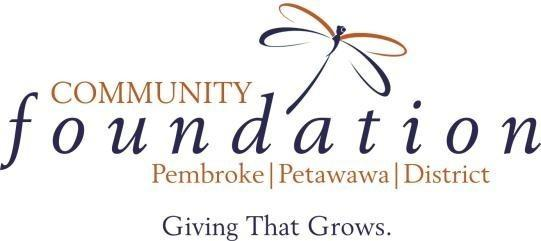 COMMUNITY
foundation
Pembroke|Petawawa|District
Giving That Grows.